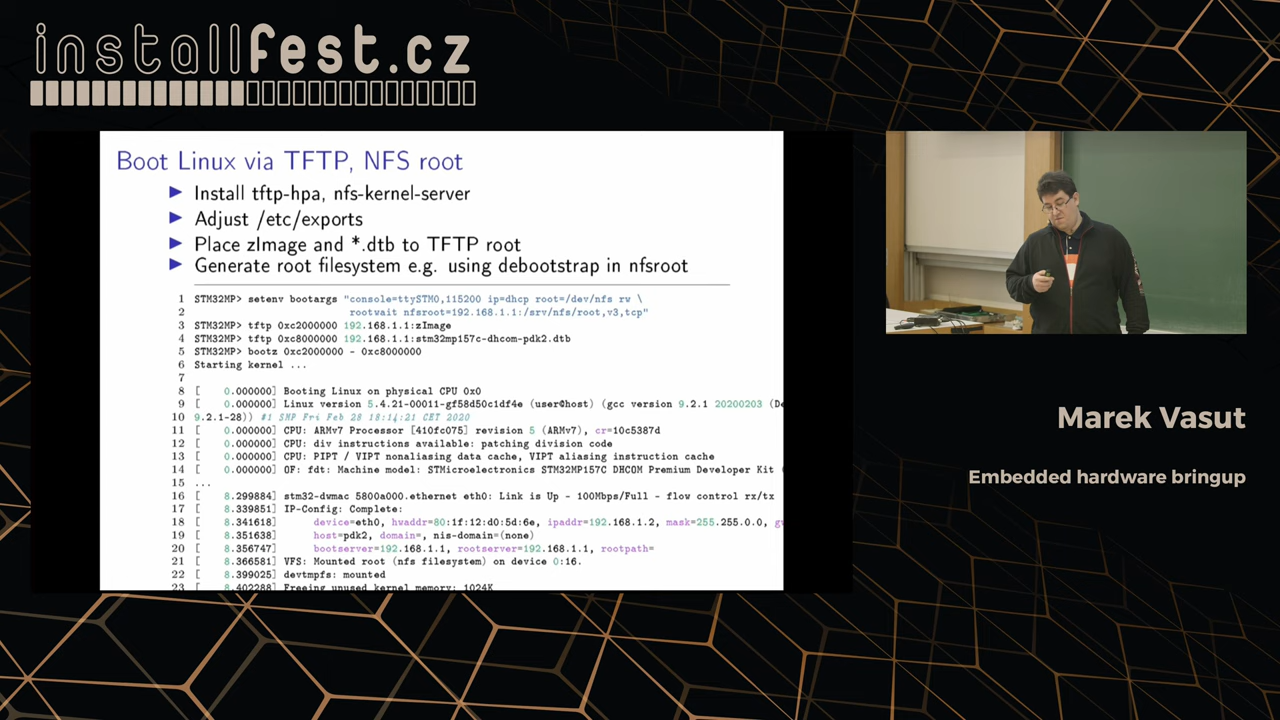 installfest.cz
Boot Linux via TFTP, NFS root
Install tftp-hpa, nfs-kernel-server
Adjust /etc/exports
Place zImage and *.dtb to TFTP root
Generate root filesystem e.g. using debootstrap in nfsroot
1 STM32MP> setenv bootargs "console=ttySTM0,115200 ip=dhcp root=/dev/nfs rw \
2 rootwait nfsroot=192.168.1.1:/srv/nfs/root,v3,tcp"
3 STM32MP> tftp 0xc2000000 192.168.1.1:zImage
4 STM32MP> tftp 0xc8000000 192.168.1.1:stm32mp157c-dhcom-pdk2.dtb
5 STM32MP> bootz 0xc2000000 - 0xc8000000
6 Starting kernel ...
7
8 [ 0.000000] Booting Linux on physical CPU 0x0
9 [ 0.000000] Linux version 5.4.21-00011-gf58d50c1df4e (user@host) (gcc version 9.2.1 20200203 (De
10 9.2.1-28)) #1 SMP Fri Feb 28 18:14:21 CET 2020
11 [ 0.000000] CPU: ARMv7 Processor [410fc075] revision 5 (ARMv7), cr=10c5387d
12 [ 0.000000] CPU: div instructions available: patching division code
13 [ 0.000000] CPU: PIPT / VIPT nonaliasing data cache, VIPT aliasing instruction cache
14 [ 0.000000] OF: fdt: Machine model: STMicroelectronics STM32MP157C DHCOM Premium Developer Kit (
15 ...
16 [ 8.299884] stm32-dwmac 5800a000.ethernet eth0: Link is Up - 100Mbps/Full - flow control rx/tx
17 [ 8.339851] IP-Config: Complete:
18 [ 8.341618] device=eth0, hwaddr=80:1f:12:d0:5d:6e, ipaddr=192.168.1.2, mask=255.255.0.0, g
19 [ 8.351638] host=pdk2, domain=, nis-domain=(none)
20 [ 8.356747] bootserver=192.168.1.1, rootserver=192.168.1.1, rootpath=
21 [ 8.366581] VFS: Mounted root (nfs filesystem) on device 0:16.
22 [ 8.399025] devtmpfs: mounted
23 [ 8.402288] Freeing unused kernel memory: 1024K
Marek Vasut
Embedded hardware bringup